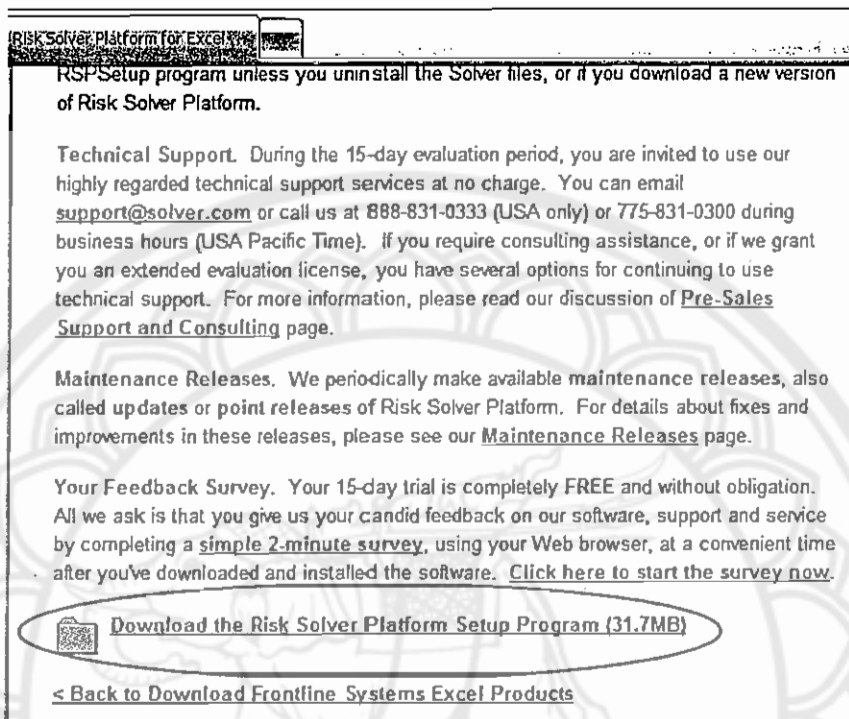 Risk Solver Platform for Excel
RSPSetup program unless you uninstall the Solver files, or if you download a new version
of Risk Solver Platform.
Technical Support. During the 15-day evaluation period, you are invited to use our
highly regarded technical support services at no charge. You can email
support@solver.com or call us at 888-831-0333 (USA only) or 775-831-0300 during
business hours (USA Pacific Time). If you require consulting assistance, or if we grant
you an extended evaluation license, you have several options for continuing to use
technical support. For more information, please read our discussion of Pre-Sales
Support and Consulting page.
Maintenance Releases. We periodically make available maintenance releases, also
called updates or point releases of Risk Solver Platform. For details about fixes and
improvements in these releases, please see our Maintenance Releases page.
Your Feedback Survey. Your 15-day trial is completely FREE and without obligation.
All we ask is that you give us your candid feedback on our software, support and service
by completing a simple 2-minute survey, using your Web browser, at a convenient time
after you've downloaded and installed the software. Click here to start the survey now.
Download the Risk Solver Platform Setup Program (31.7MB)
< Back to Download Frontline Systems Excel Products